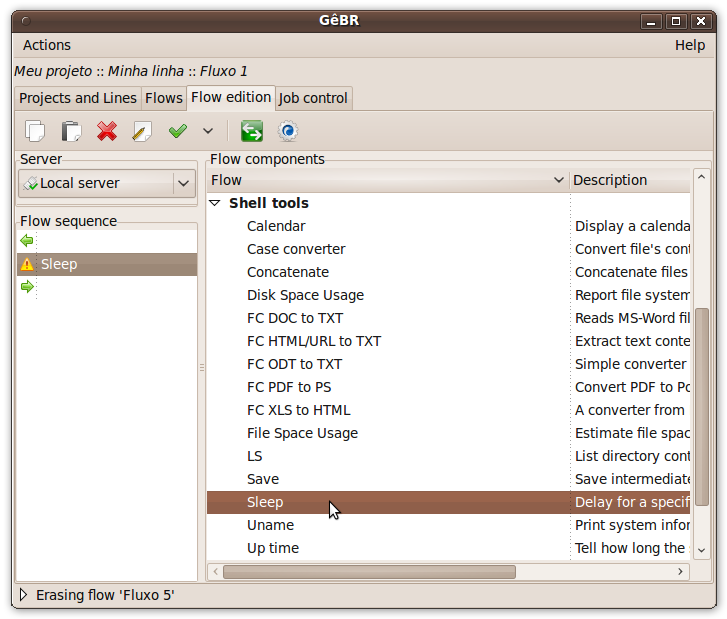 GêBR
Actions Help
Meu projeto :: Minha linha :: Fluxo 1
Projects and Lines Flows Flow edition Job control
Server
Local server
Flow sequence
Sleep
Flow components
Flow Description
Shell tools
Calendar Display a calenda
Case converter Convert file's cont
Concatenate Concatenate files
Disk Space Usage Report file system
FC DOC to TXT Reads MS-Word fil
FC HTML/URL to TXT Extract text conte
FC ODT to TXT Simple converter
FC PDF to PS Convert PDF to Po
FC XLS to HTML A converter from
File Space Usage Estimate file spac
LS List directory cont
Save Save intermediate
Sleep Delay for a specif
Uname Print system infor
Up time Tell how long the
Erasing flow 'Fluxo 5'